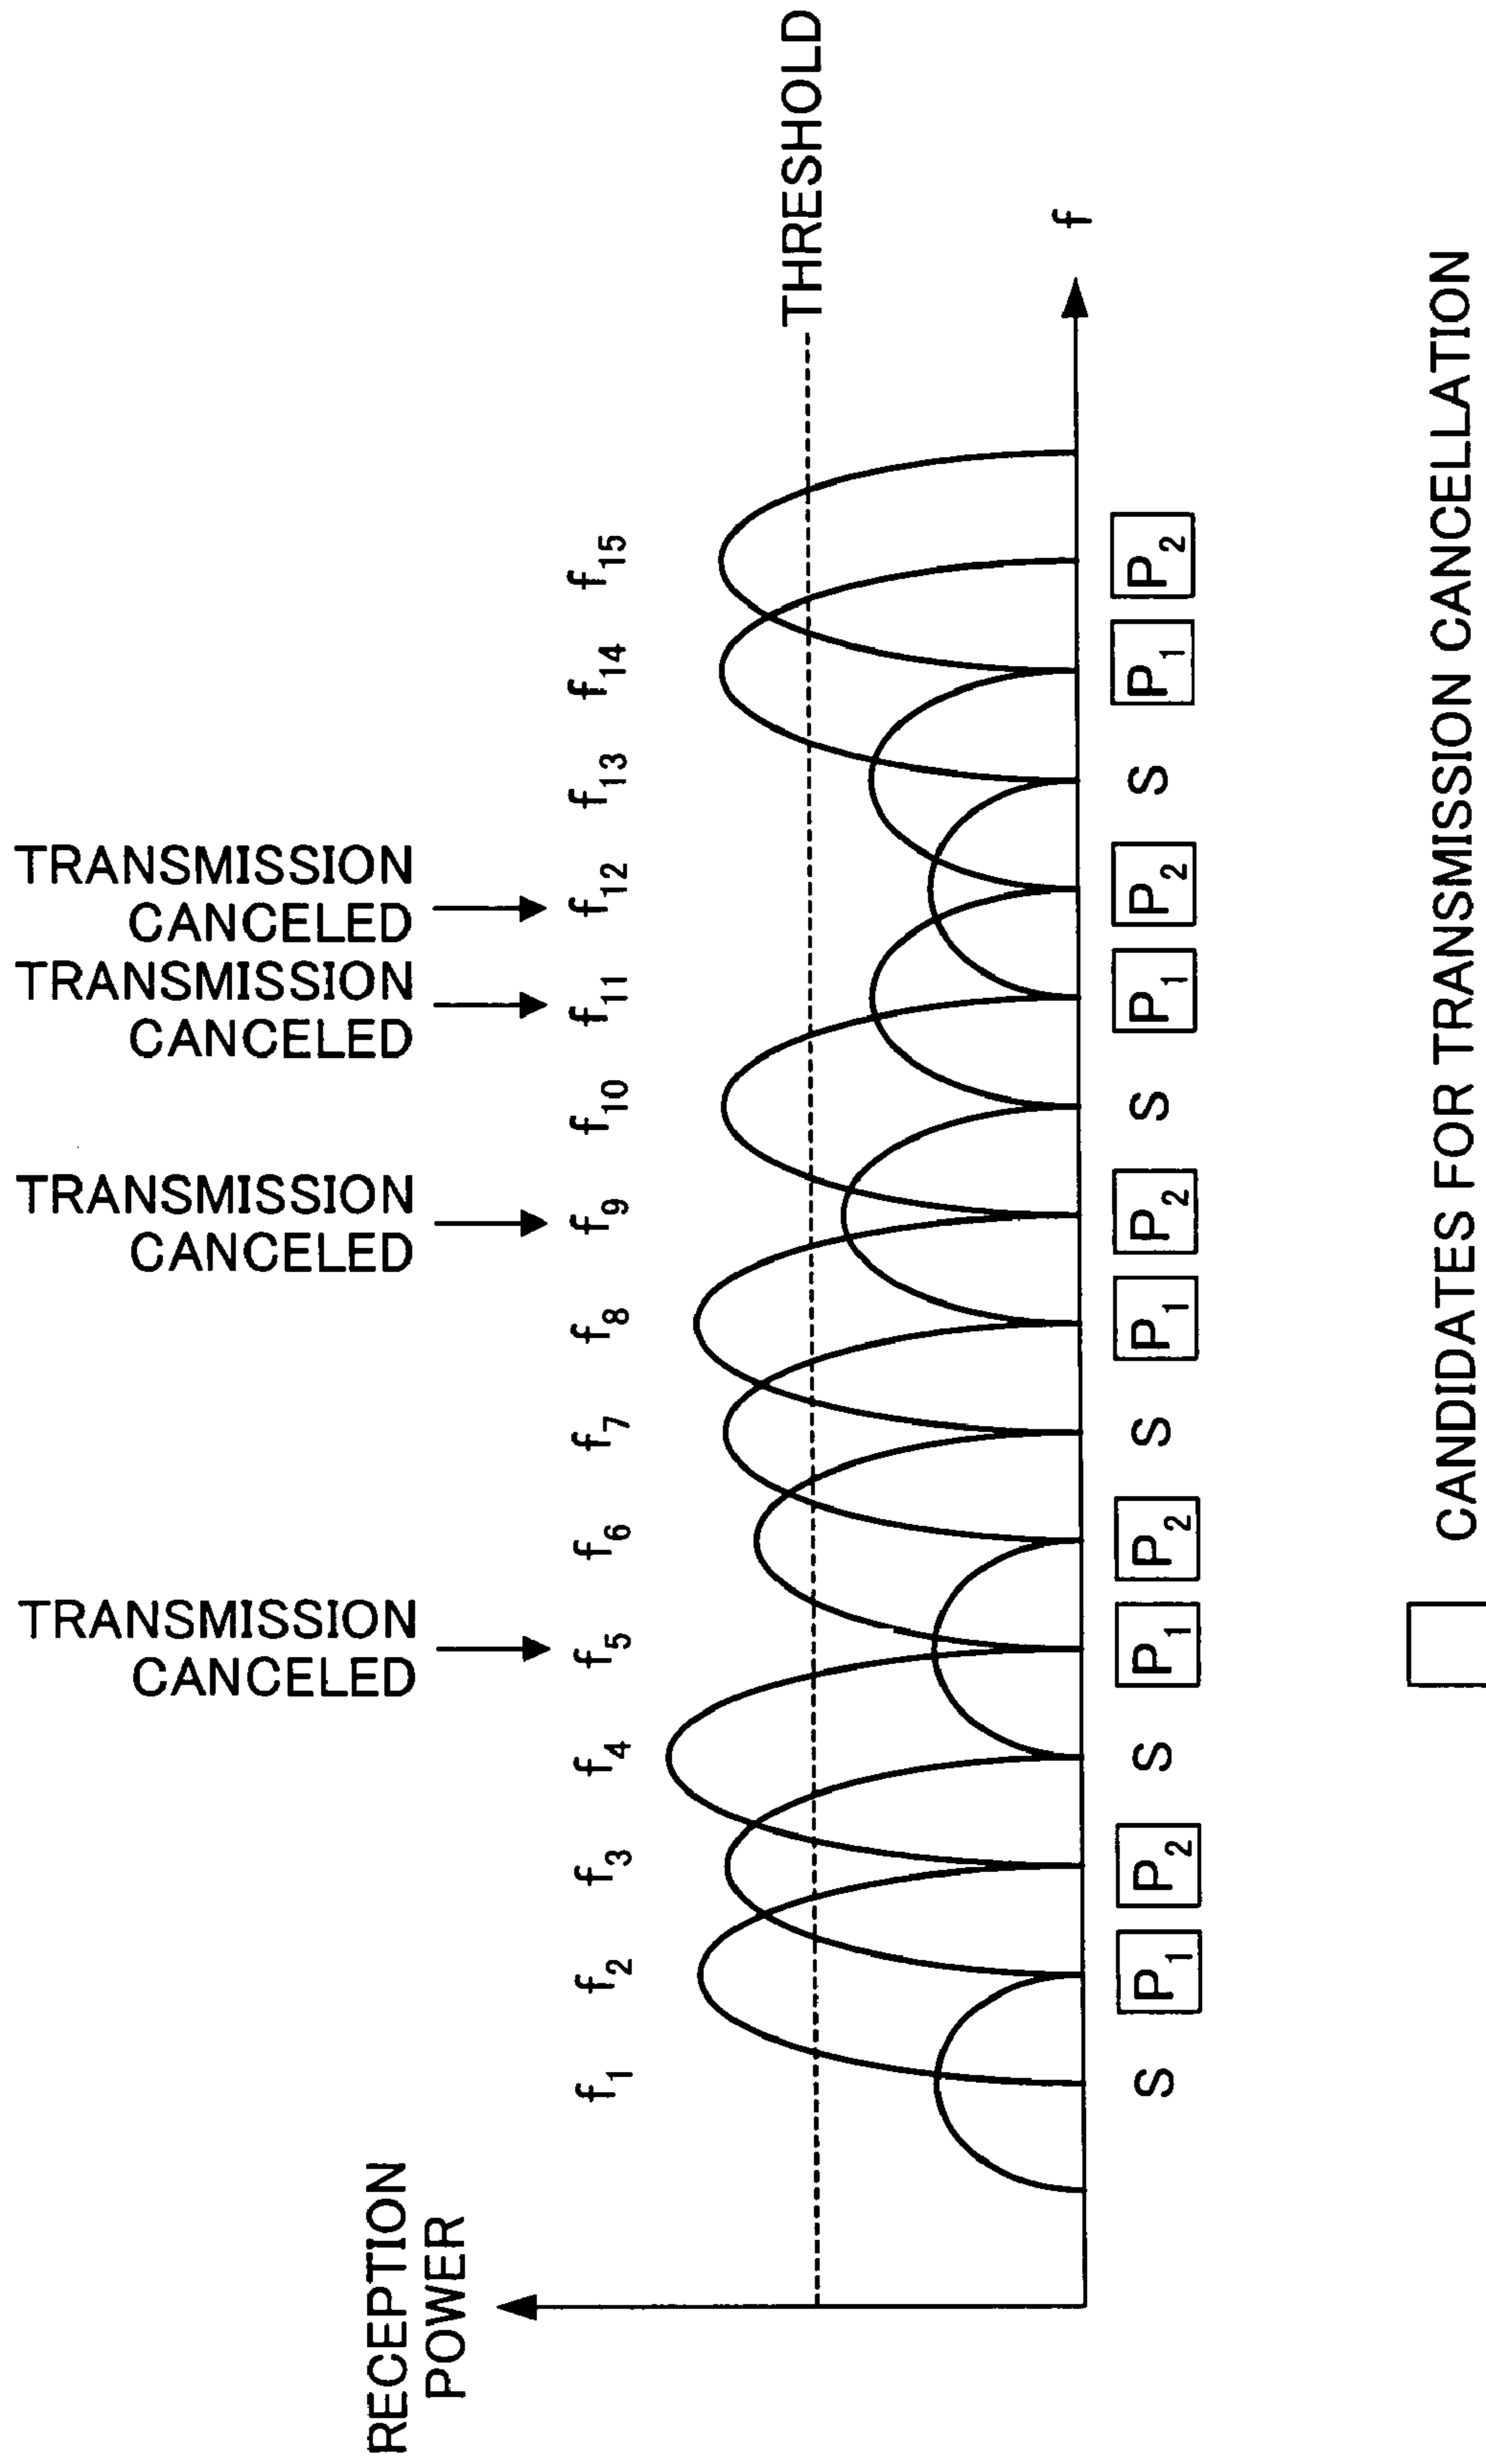 TRANSMISSION
CANCELED
TRANSMISSION
CANCELED
TRANSMISSION
CANCELED
TRANSMISSION
CANCELED
RECEPTION
POWER
f1 f2 f3 f4 f5 f6 f7 f8 f9 f10 f11 f12 f13 f14 f15
THRESHOLD
f
S P1 P2 S P1 P2 S P1 P2 S P1 P2 S P1 P2
CANDIDATES FOR TRANSMISSION CANCELLATION